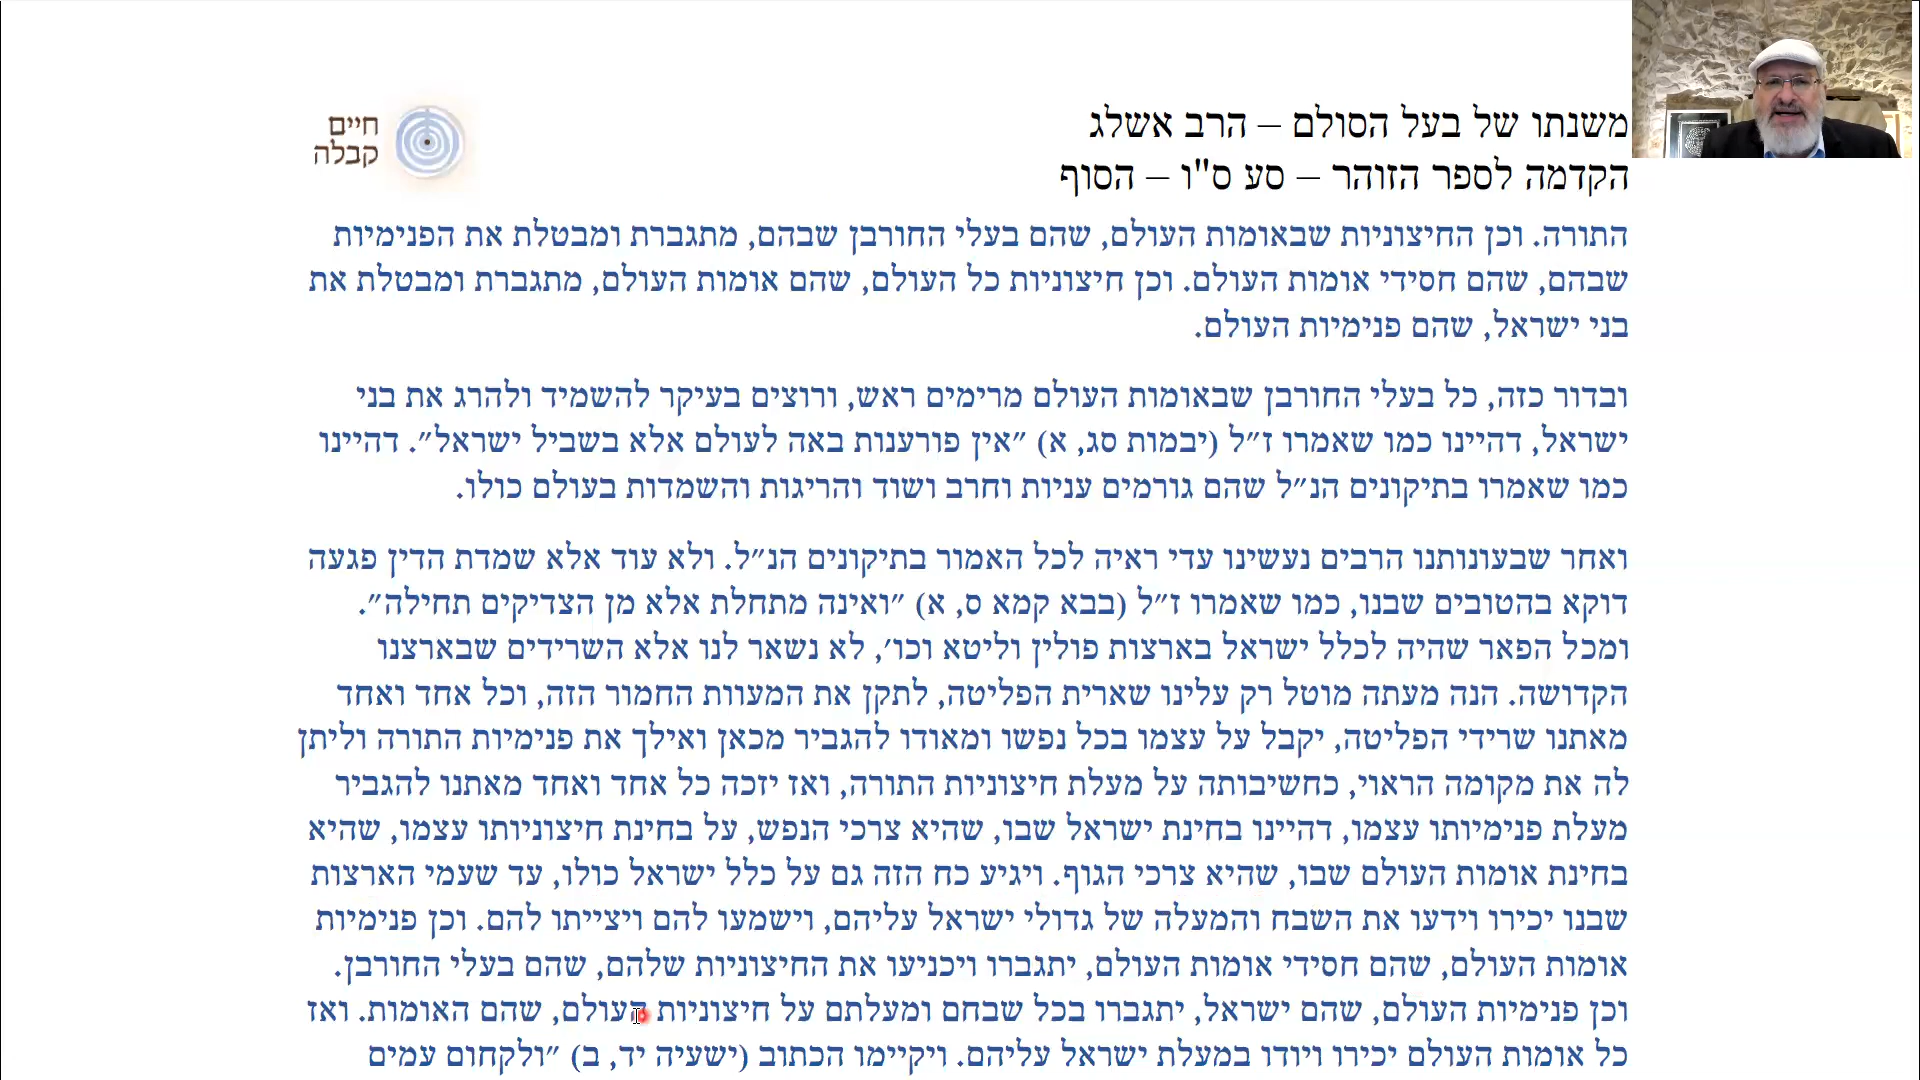 חיים
קבלה
משנתו של בעל הסולם – הרב אשלג
הקדמה לספר הזוהר – סע ס"ו – הסוף
התורה. וכן החיצוניות שבאומות העולם, שהם בעלי החורבן שבהם, מתגברת ומבטלת את הפנימיות
שבהם, שהם חסידי אומות העולם. וכן חיצוניות כל העולם, שהם אומות העולם, מתגברת ומבטלת את
בני ישראל, שהם פנימיות העולם.
ובדור כזה, כל בעלי החורבן שבאומות העולם מרימים ראש, ורוצים בעיקר להשמיד ולהרג את בני
ישראל, דהיינו כמו שאמרו ז״ל (יבמות סג, א) ״אין פורענות באה לעולם אלא בשביל ישראל״. דהיינו
כמו שאמרו בתיקונים הנ״ל שהם גורמים עניות וחרב ושוד והריגות והשמדות בעולם כולו.
ואחר שבעונותנו הרבים נעשינו עדי ראיה לכל האמור בתיקונים הנ״ל. ולא עוד אלא שמדת הדין פגעה
דוקא בהטובים שבנו, כמו שאמרו ז״ל (בבא קמא ס, א) ״ואינה מתחלת אלא מן הצדיקים תחילה״.
ומכל הפאר שהיה לכלל ישראל בארצות פולין וליטא וכו׳, לא נשאר לנו אלא השרידים שבארצנו
הקדושה. הנה מעתה מוטל רק עלינו שארית הפליטה, לתקן את המעוות החמור הזה, וכל אחד ואחד
מאתנו שרידי הפליטה, יקבל על עצמו בכל נפשו ומאודו להגביר מכאן ואילך את פנימיות התורה וליתן
לה את מקומה הראוי, כחשיבותה על מעלת חיצוניות התורה, ואז יזכה כל אחד ואחד מאתנו להגביר
מעלת פנימיותו עצמו, דהיינו בחינת ישראל שבו, שהיא צרכי הנפש, על בחינת חיצוניותו עצמו, שהיא
בחינת אומות העולם שבו, שהיא צרכי הגוף. ויגיע כח הזה גם על כלל ישראל כולו, עד שעמי הארצות
שבנו יכירו וידעו את השבח והמעלה של גדולי ישראל עליהם, וישמעו להם ויצייתו להם. וכן פנימיות
אומות העולם, שהם חסידי אומות העולם, יתגברו ויכניעו את החיצוניות שלהם, שהם בעלי החורבן.
וכן פנימיות העולם, שהם ישראל, יתגברו בכל שבחם ומעלתם על חיצוניות העולם, שהם האומות. ואז
כל אומות העולם יכירו ויודו במעלת ישראל עליהם. ויקיימו הכתוב (ישעיה יד, ב) ״ולקחום עמים